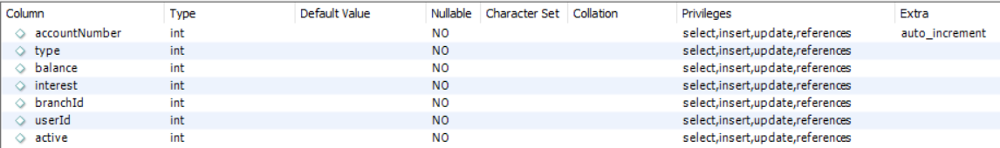 Column Type Default Value Nullable Character Set Collation Privileges Extra
accountNumber int NO select,insert,update,references auto_increment
type int NO select,insert,update,references
balance int NO select,insert,update,references
interest int NO select,insert,update,references
branchId int NO select,insert,update,references
userId int NO select,insert,update,references
active int NO select,insert,update,references